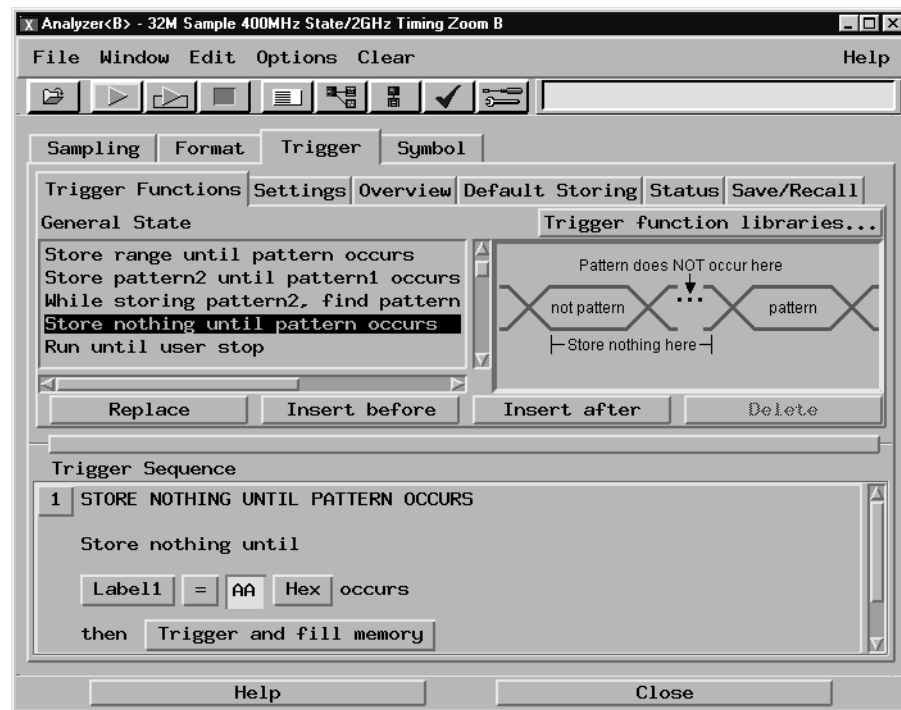 Analyzer<B> - 32M Sample 400MHz State/2GHz Timing Zoom B
File Window Edit Options Clear Help
Sampling Format Trigger Symbol
Trigger Functions Settings Overview Default Storing Status Save/Recall
General State
Trigger function libraries...
Store range until pattern occurs
Store pattern2 until pattern1 occurs
While storing pattern2, find pattern
Store nothing until pattern occurs
Run until user stop
Pattern does NOT occur here
not pattern ... pattern
Store nothing here
Replace Insert before Insert after Delete
Trigger Sequence
1 STORE NOTHING UNTIL PATTERN OCCURS
Store nothing until
Label1 = AA Hex occurs
then Trigger and fill memory
Help Close